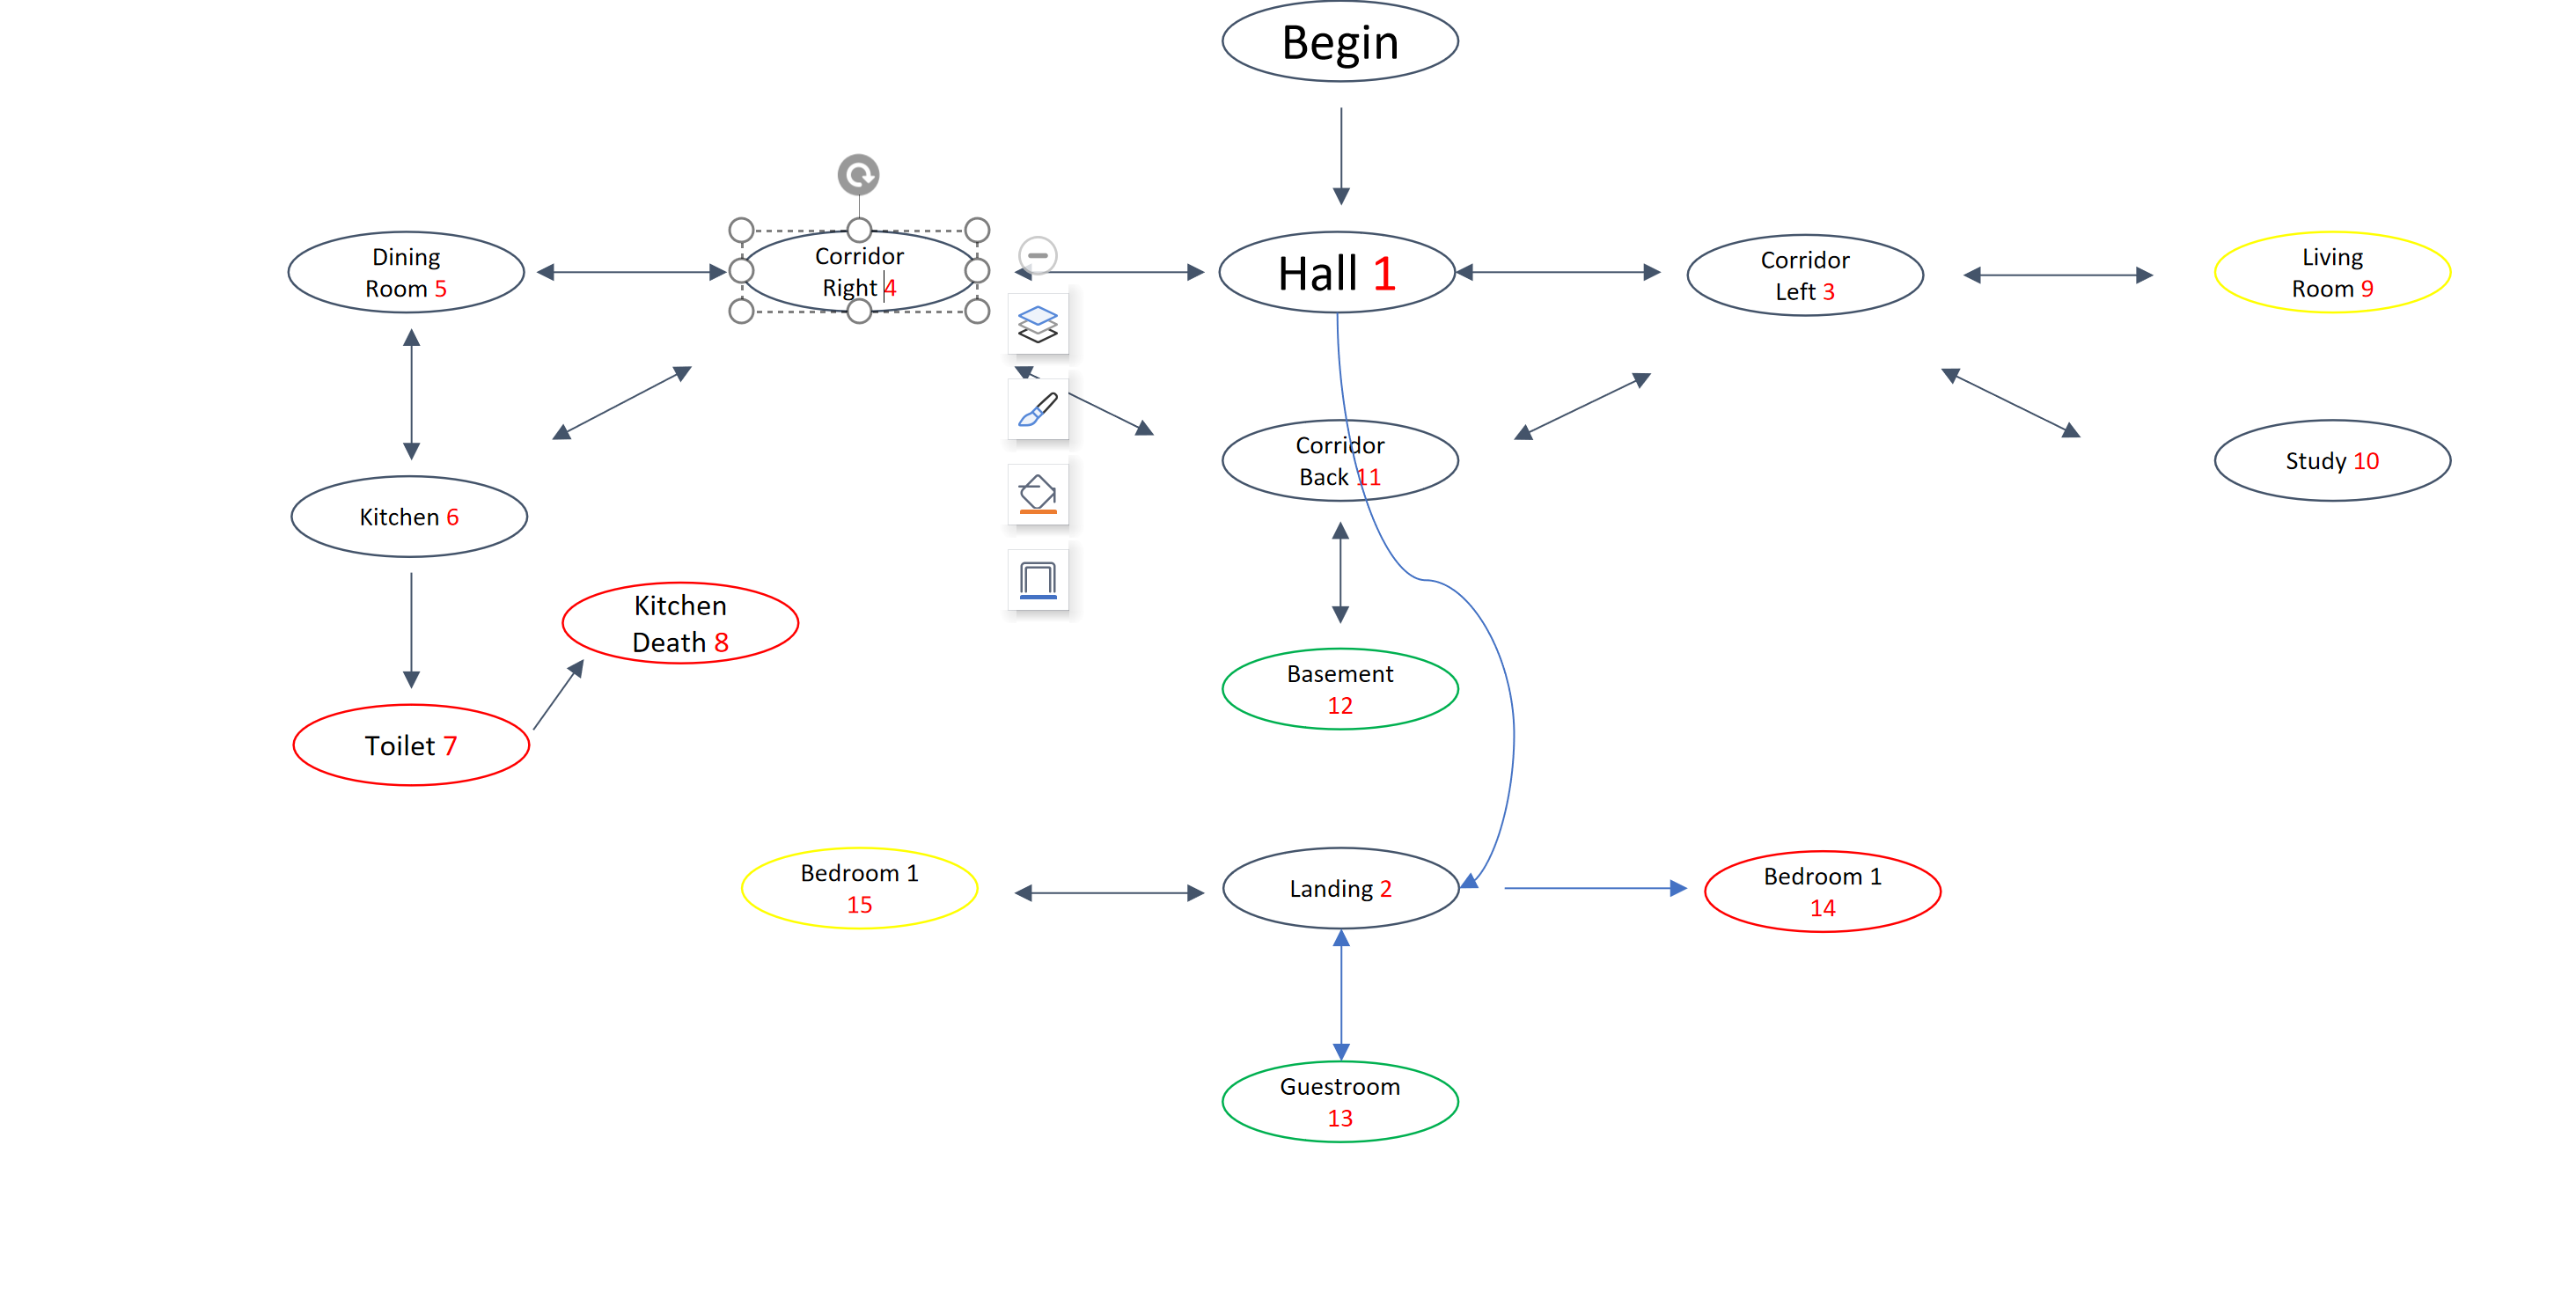 Begin
Dining
Room 5
Corridor
Right 4
Hall 1
Corridor
Left 3
Living
Room 9
Corridor
Back 11
Study 10
Kitchen 6
Kitchen
Death 8
Basement
12
Toilet 7
Bedroom 1
15
Landing 2
Bedroom 1
14
Guestroom
13